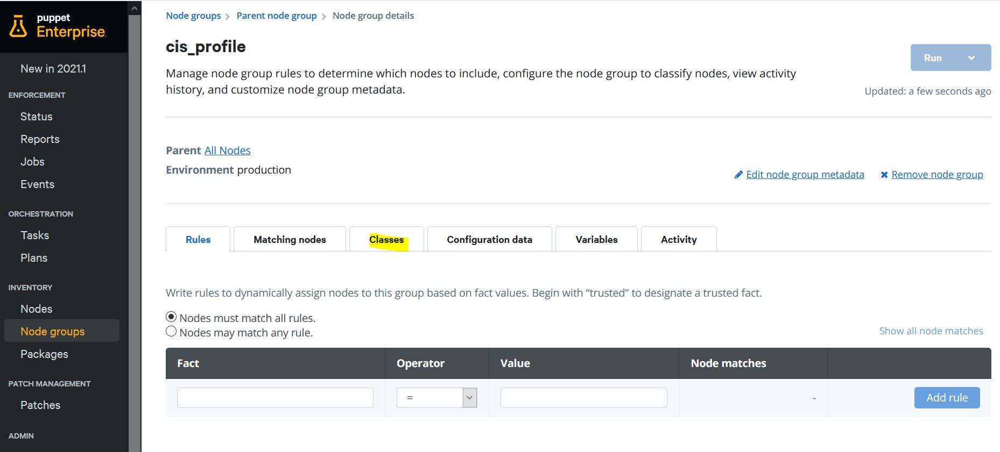 puppet
Enterprise
New in 2021.1
ENFORCEMENT
Status
Reports
Jobs
Events
ORCHESTRATION
Tasks
Plans
INVENTORY
Nodes
Node groups
Packages
PATCH MANAGEMENT
Patches
ADMIN
Node groups Parent node group Node group details
cis_profile
Run
Manage node group rules to determine which nodes to include, configure the node group to classify nodes, view activity
history, and customize node group metadata.
Updated: a few seconds ago
Parent All Nodes
Environment production
Edit node group metadata Remove node group
Rules Matching nodes Classes Configuration data Variables Activity
Write rules to dynamically assign nodes to this group based on fact values. Begin with “trusted” to designate a trusted fact.
Nodes must match all rules.
Nodes may match any rule.
Show all node matches
Fact Operator Value Node matches
= - Add rule